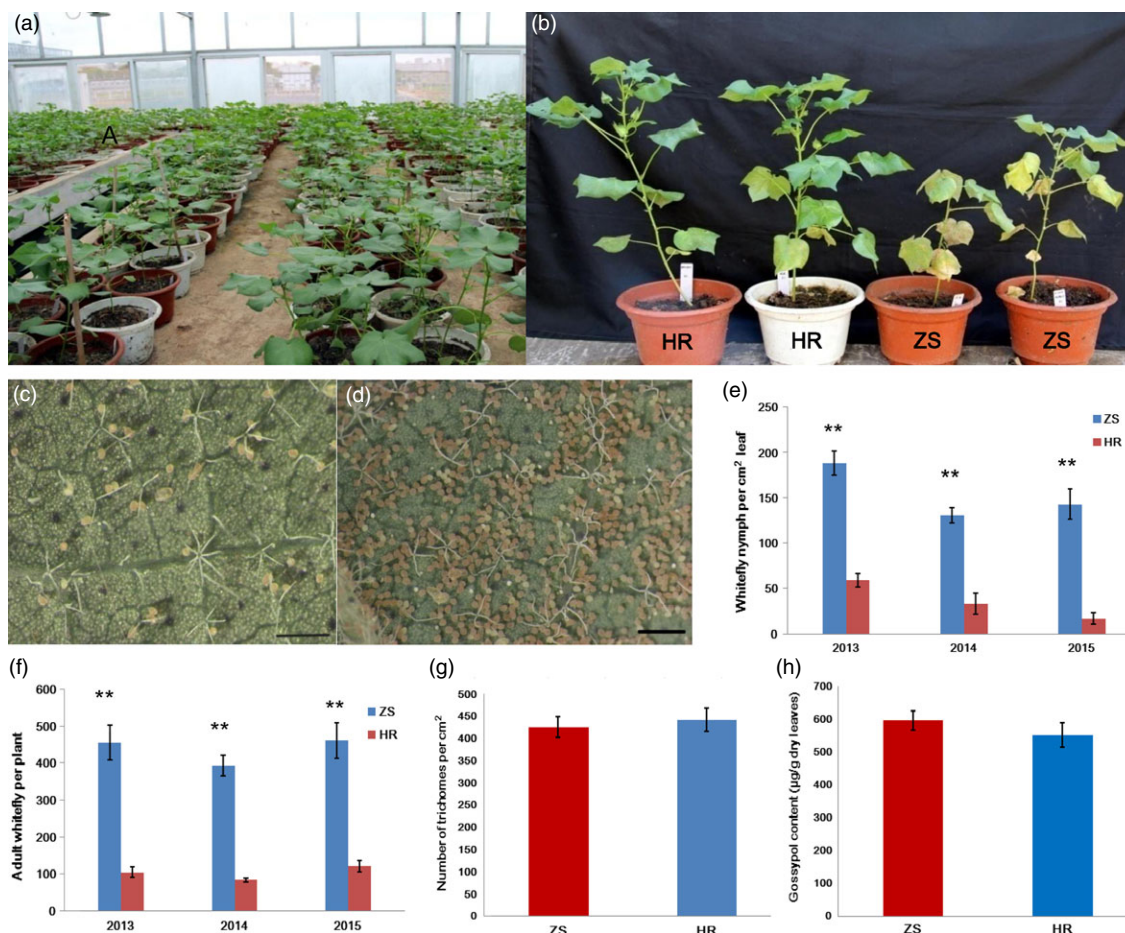 (a)
A
(b)
HR
HR
ZS
ZS
(c)
(d)
(e)
Whitefly nymph per cm² leaf
250
200
150
100
50
0
**
**
**
ZS
HR
2013
2014
2015
(f)
Adult whitefly per plant
600
500
400
300
200
100
0
**
**
**
ZS
HR
2013
2014
2015
(g)
Number of trichomes per cm²
500
450
400
350
300
250
200
150
100
50
0
ZS
HR
(h)
Gossypol content (µg/g dry leaves)
700
600
500
400
300
200
100
0
ZS
HR